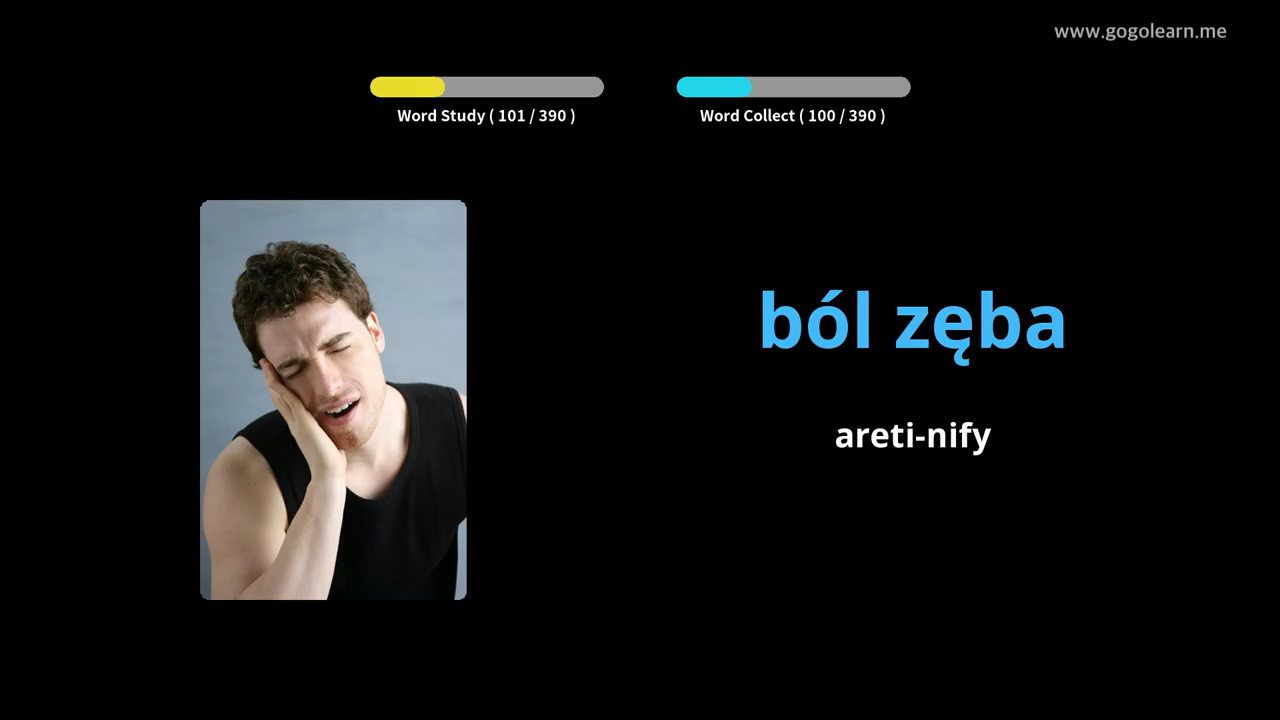 www.gogolearn.me
Word Study ( 101 / 390 )
Word Collect ( 100 / 390 )
ból zęba
areti-nify